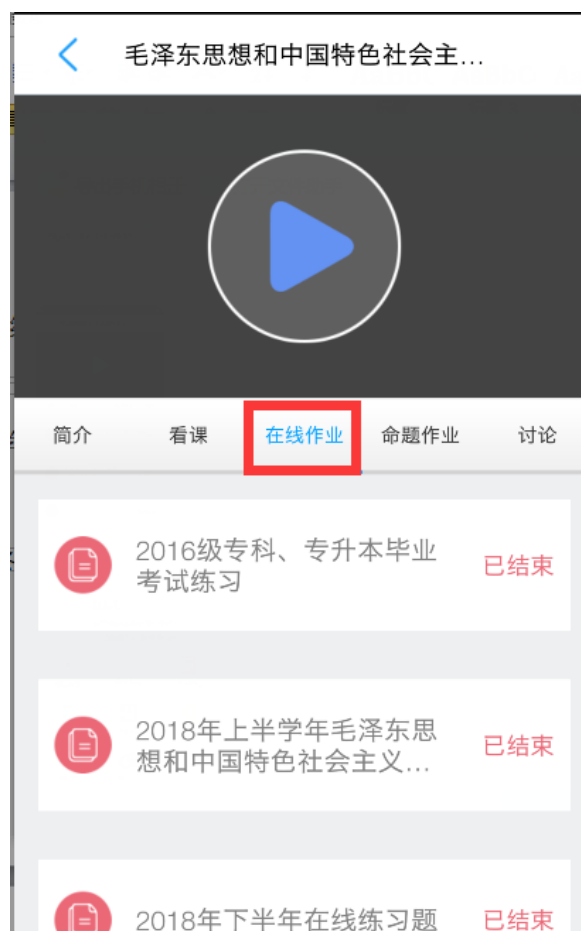 毛泽东思想和中国特色社会主...
简介 看课 在线作业 命题作业 讨论
2016级专科、专升本毕业
考试练习
已结束
2018年上半学年毛泽东思
想和中国特色社会主义...
已结束
2018年下半年在线练习题
已结束